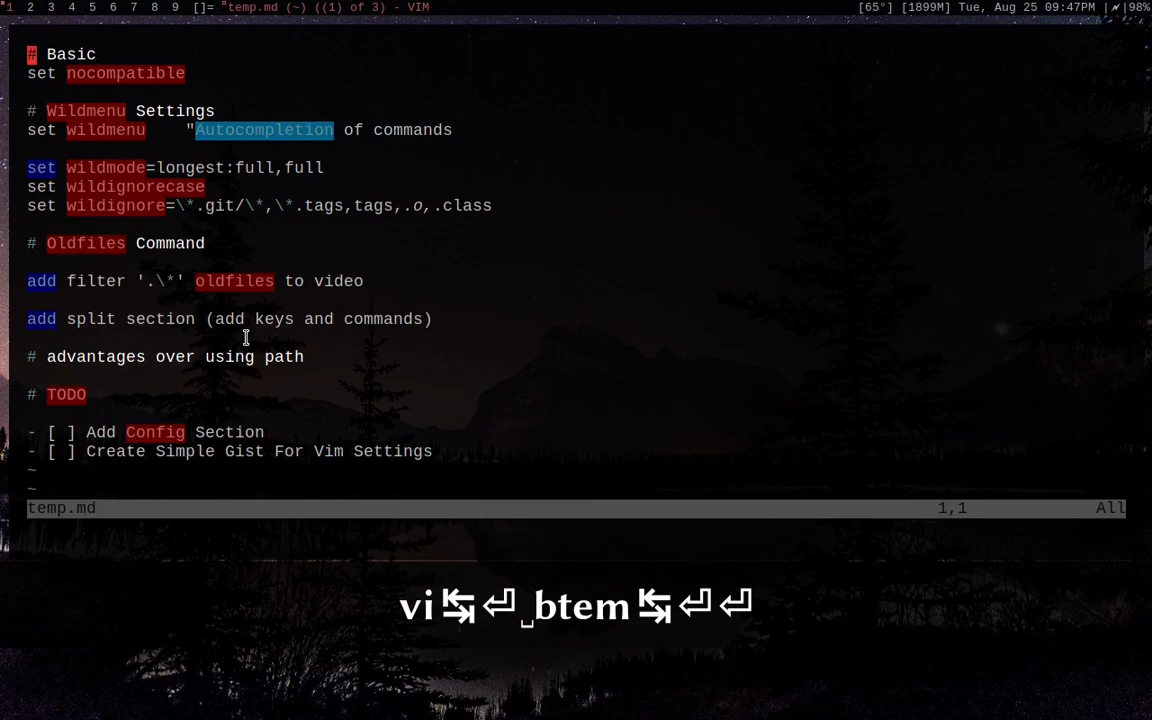 1 2 3 4 5 6 7 8 9 []= temp.md (~) ((1) of 3) - VIM [65°] [1899M] Tue, Aug 25 09:47PM |⚡|98%
# Basic
set nocompatible
# Wildmenu Settings
set wildmenu    "Autocompletion of commands
set wildmode=longest:full,full
set wildignorecase
set wildignore=\*.git/\*,\*.tags,tags,.o,.class
# Oldfiles Command
add filter '.\*' oldfiles to video
add split section (add keys and commands)
# advantages over using path
# TODO
- [ ] Add Config Section
- [ ] Create Simple Gist For Vim Settings
~
~
temp.md 1,1 All
vi↹⏎␣btem↹⏎⏎